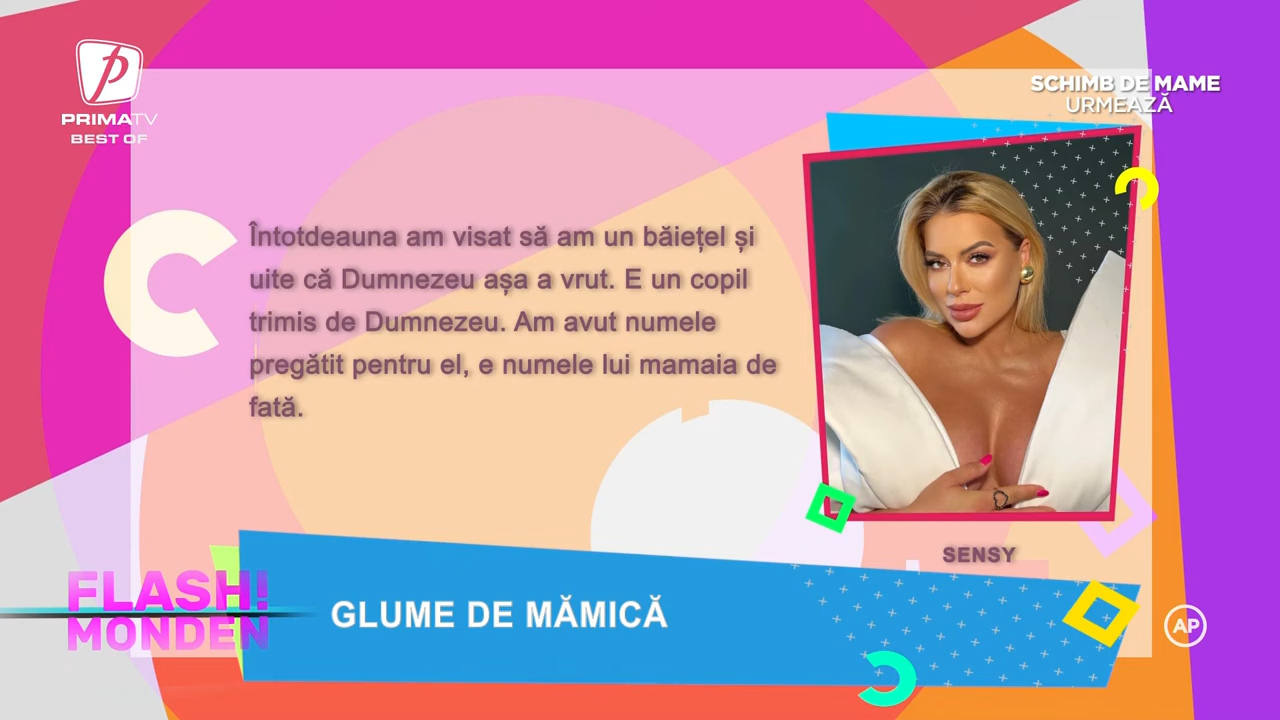 PRIMATV
BEST OF
SCHIMB DE MAME
URMEAZĂ
Întotdeauna am visat să am un băiețel și
uite că Dumnezeu așa a vrut. E un copil
trimis de Dumnezeu. Am avut numele
pregătit pentru el, e numele lui mamaia de
fată.
SENSY
FLASH!
MONDEN
GLUME DE MĂMICĂ
AP